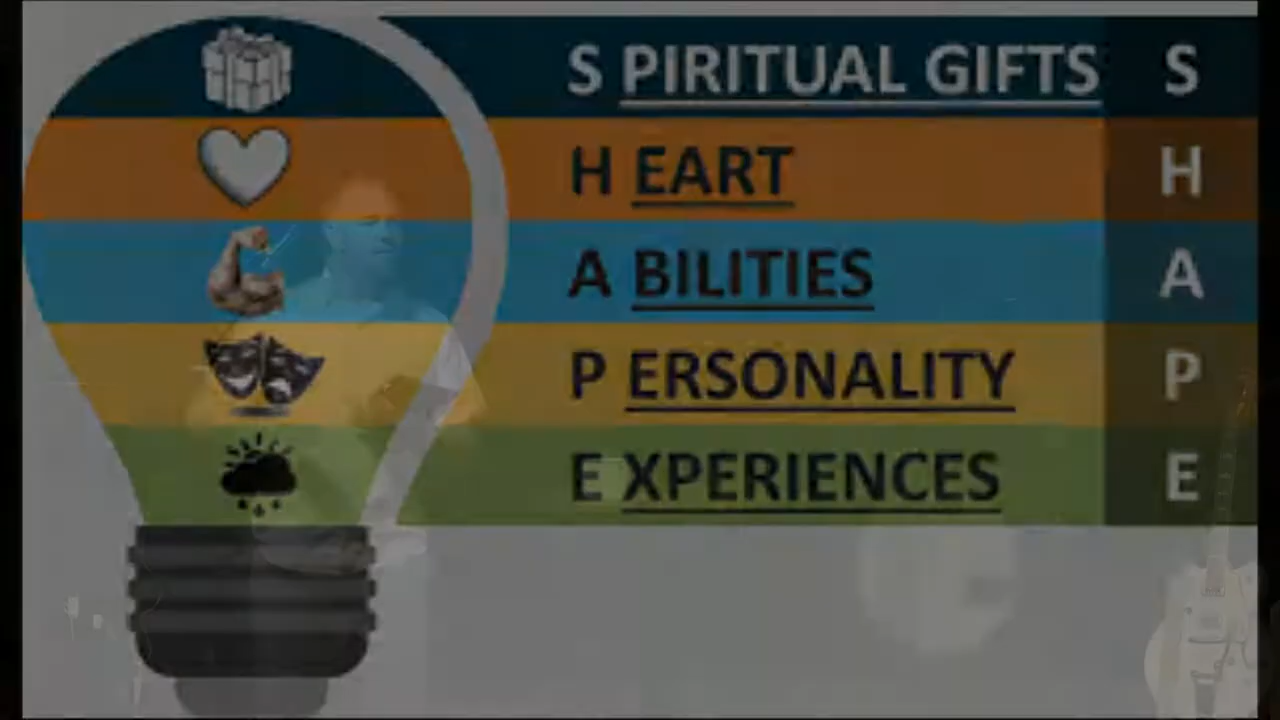 S PIRITUAL GIFTS S
H EART H
A BILITIES A
P ERSONALITY P
E XPERIENCES E